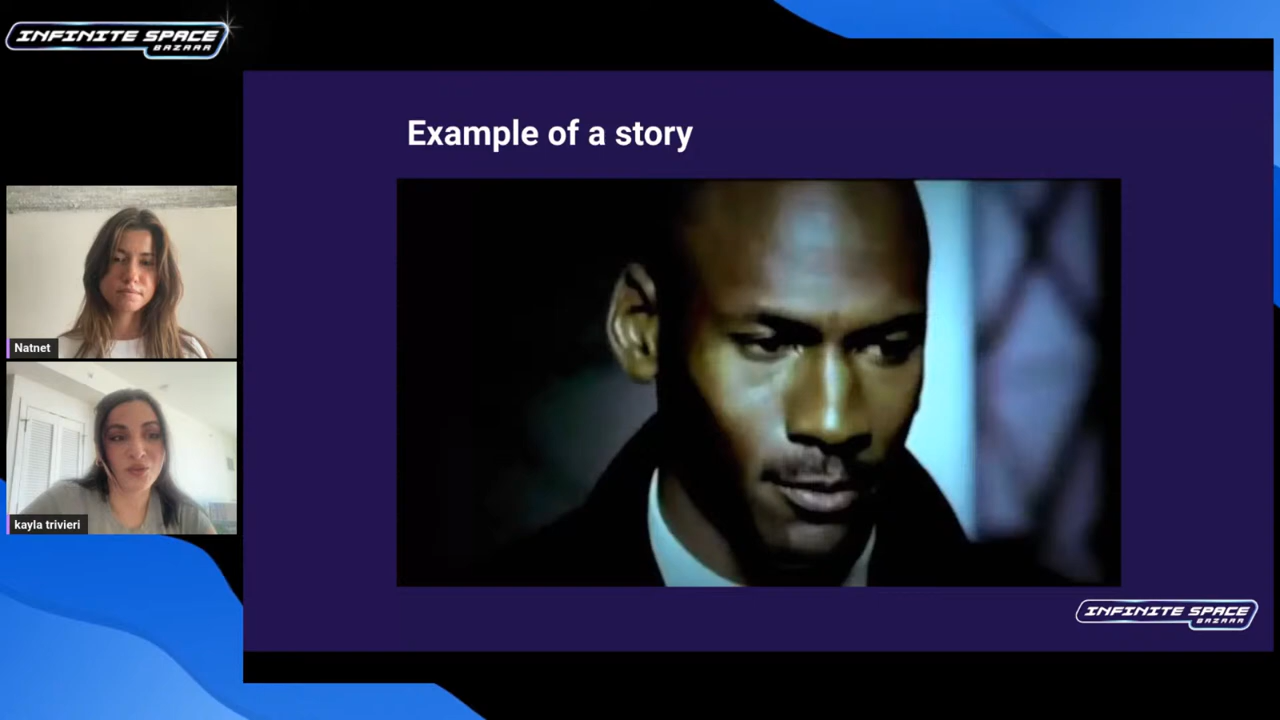 INFINITE SPACE
BAZAAR
Example of a story
Natnet
kayla trivieri
INFINITE SPACE
BAZAAR